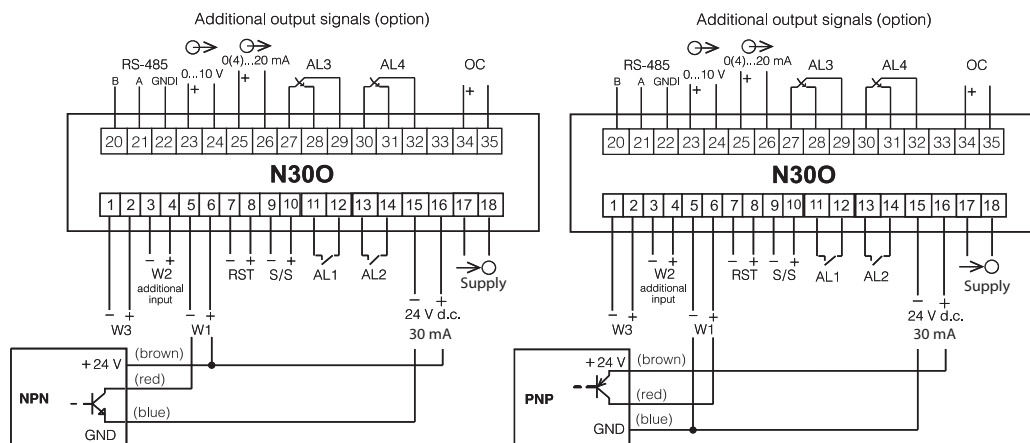 Additional output signals (option)
RS-485
B A GNDI
0...10 V
+
0(4)...20 mA
+
AL3
AL4
OC
+
20 21 22 23 24 25 26 27 28 29 30 31 32 33 34 35
N30O
1 2 3 4 5 6 7 8 9 10 11 12 13 14 15 16 17 18
− +
W2
additional
input
− +
RST
− +
S/S
AL1
AL2
Supply
− +
W3
− +
W1
− +
24 V d.c.
30 mA
NPN
+ 24 V
(brown)
(red)
(blue)
GND
Additional output signals (option)
RS-485
B A GNDI
0...10 V
+
0(4)...20 mA
+
AL3
AL4
OC
+
20 21 22 23 24 25 26 27 28 29 30 31 32 33 34 35
N30O
1 2 3 4 5 6 7 8 9 10 11 12 13 14 15 16 17 18
− +
W2
additional
input
− +
RST
− +
S/S
AL1
AL2
Supply
− +
W3
− +
W1
− +
24 V d.c.
30 mA
PNP
+24 V
(brown)
(red)
(blue)
GND